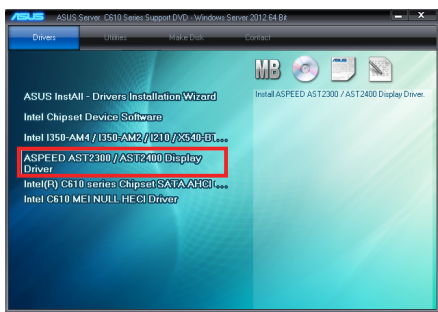 ASUS ASUS Server C610 Series Support DVD - Windows Server 2012 64 Bit
Drivers Utilities Make Disk Contact
MB
ASUS InstAll - Drivers Installation Wizard
Install ASPEED AST2300 / AST2400 Display Driver.
Intel Chipset Device Software
Intel I350-AM4 / I350-AM2 / I210 / X540-BT...
ASPEED AST2300 / AST2400 Display
Driver
Intel(R) C610 series Chipset SATA AHCI (...
Intel C610 MEI NULL HECI Driver